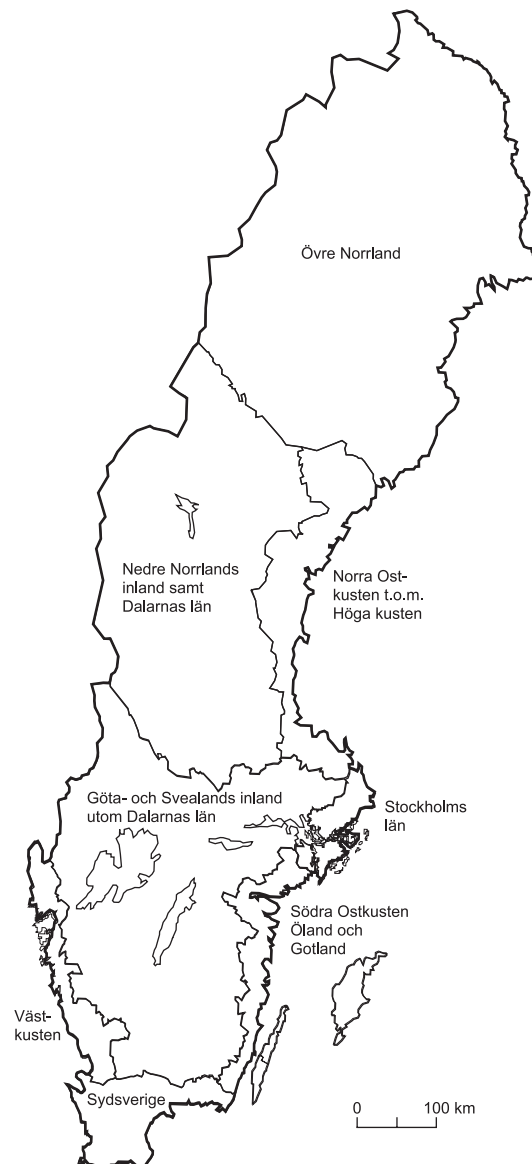 Övre Norrland
Nedre Norrlands
inland samt
Dalarnas län
Norra Ost-
kusten t.o.m.
Höga kusten
Göta- och Svealands inland
utom Dalarnas län
Stockholms
län
Södra Ostkusten
Öland och
Gotland
Väst-
kusten
Sydsverige
0 100 km